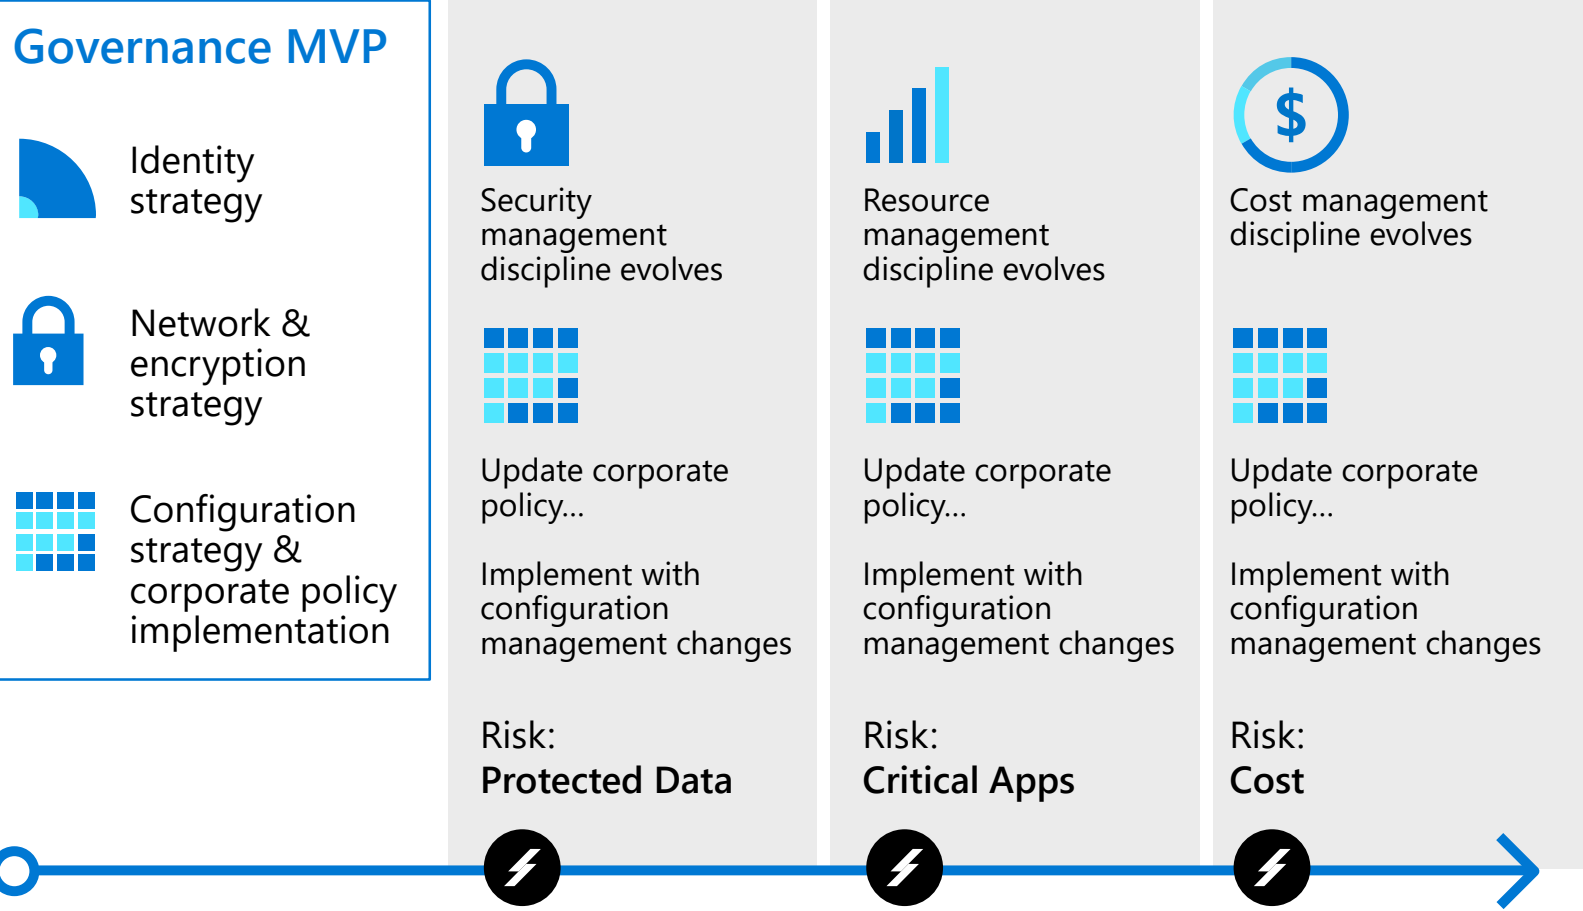 Governance MVP
Identity
strategy
Network &
encryption
strategy
Configuration
strategy &
corporate policy
implementation
Security
management
discipline evolves
Update corporate
policy...
Implement with
configuration
management changes
Risk:
Protected Data
Resource
management
discipline evolves
Update corporate
policy...
Implement with
configuration
management changes
Risk:
Critical Apps
$
Cost management
discipline evolves
Update corporate
policy...
Implement with
configuration
management changes
Risk:
Cost